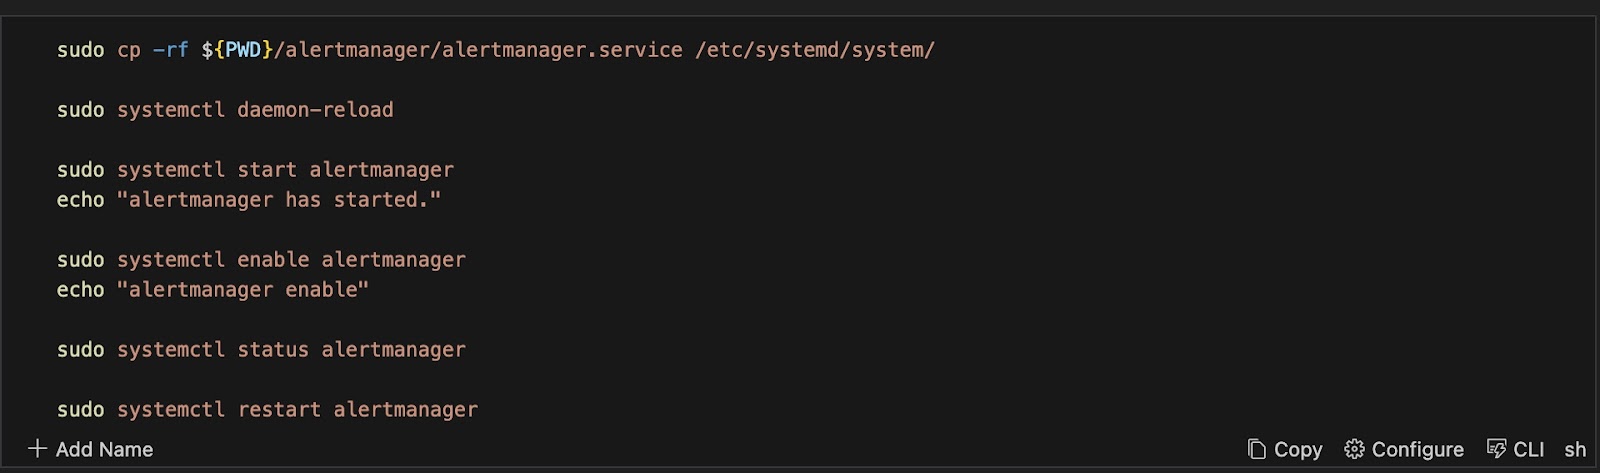 sudo cp -rf ${PWD}/alertmanager/alertmanager.service /etc/systemd/system/
sudo systemctl daemon-reload
sudo systemctl start alertmanager
echo "alertmanager has started."
sudo systemctl enable alertmanager
echo "alertmanager enable"
sudo systemctl status alertmanager
sudo systemctl restart alertmanager
Add Name Copy Configure CLI sh